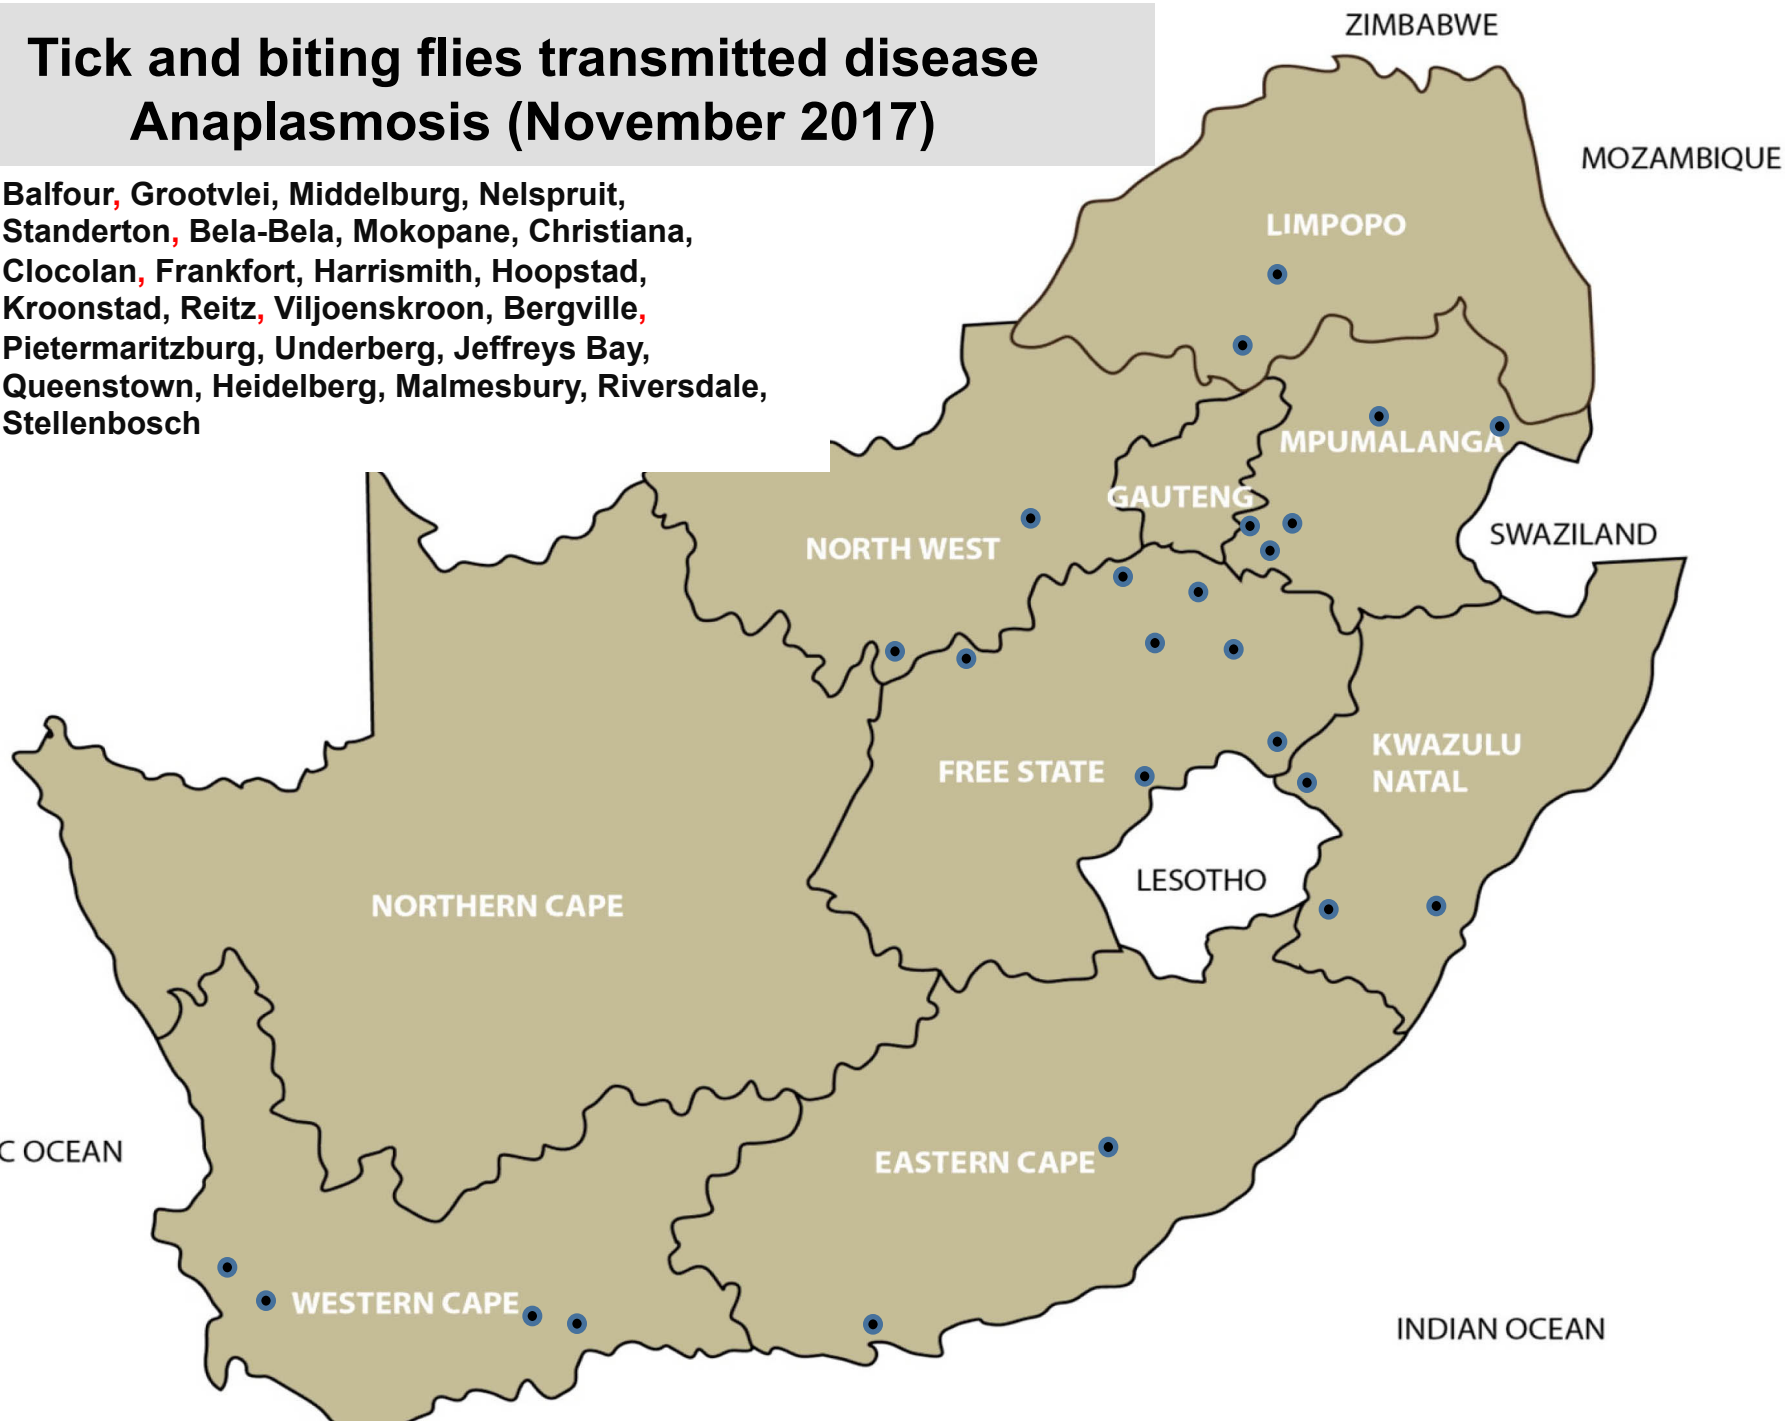 Tick and biting flies transmitted disease
Anaplasmosis (November 2017)
Balfour, Grootvlei, Middelburg, Nelspruit,
Standerton, Bela-Bela, Mokopane, Christiana,
Clocolan, Frankfort, Harrismith, Hoopstad,
Kroonstad, Reitz, Viljoenskroon, Bergville,
Pietermaritzburg, Underberg, Jeffreys Bay,
Queenstown, Heidelberg, Malmesbury, Riversdale,
Stellenbosch
ZIMBABWE
MOZAMBIQUE
LIMPOPO
MPUMALANGA
GAUTENG
NORTH WEST
SWAZILAND
KWAZULU
NATAL
FREE STATE
LESOTHO
NORTHERN CAPE
C OCEAN
EASTERN CAPE
WESTERN CAPE
INDIAN OCEAN